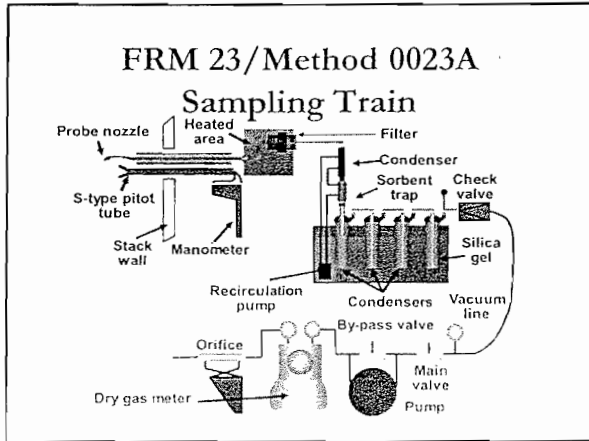 FRM 23/Method 0023A
Sampling Train
Probe nozzle
Heated area
Filter
Condenser
Sorbent trap
Check valve
S-type pitot tube
Stack wall
Manometer
Silica gel
Recirculation pump
Condensers
Vacuum line
Orifice
By-pass valve
Main valve
Dry gas meter
Pump